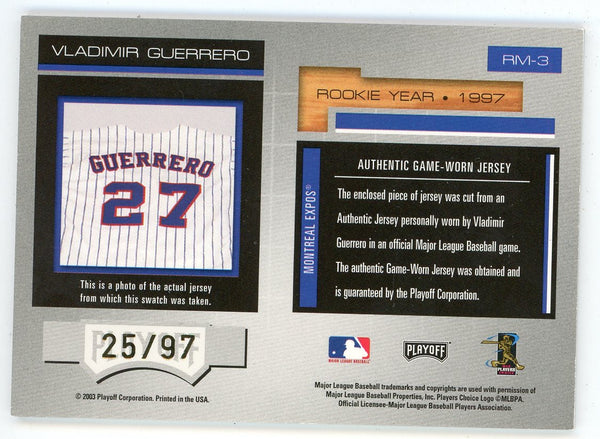 VLADIMIR GUERRERO
GUERRERO
27
This is a photo of the actual jersey
from which this swatch was taken.
PLAYOFF
25/97
© 2003 Playoff Corporation. Printed in the USA.
RM-3
ROOKIE YEAR • 1997
MONTREAL EXPOS®
AUTHENTIC GAME-WORN JERSEY
The enclosed piece of jersey was cut from an
Authentic Jersey personally worn by Vladimir
Guerrero in an official Major League Baseball game.
The authentic Game-Worn Jersey was obtained and
is guaranteed by the Playoff Corporation.
MAJOR LEAGUE BASEBALL
PLAYOFF
PLAYERS
Major League Baseball trademarks and copyrights are used with permission of
Major League Baseball Properties, Inc. Players Choice Logo ©MLBPA.
Official Licensee-Major League Baseball Players Association.